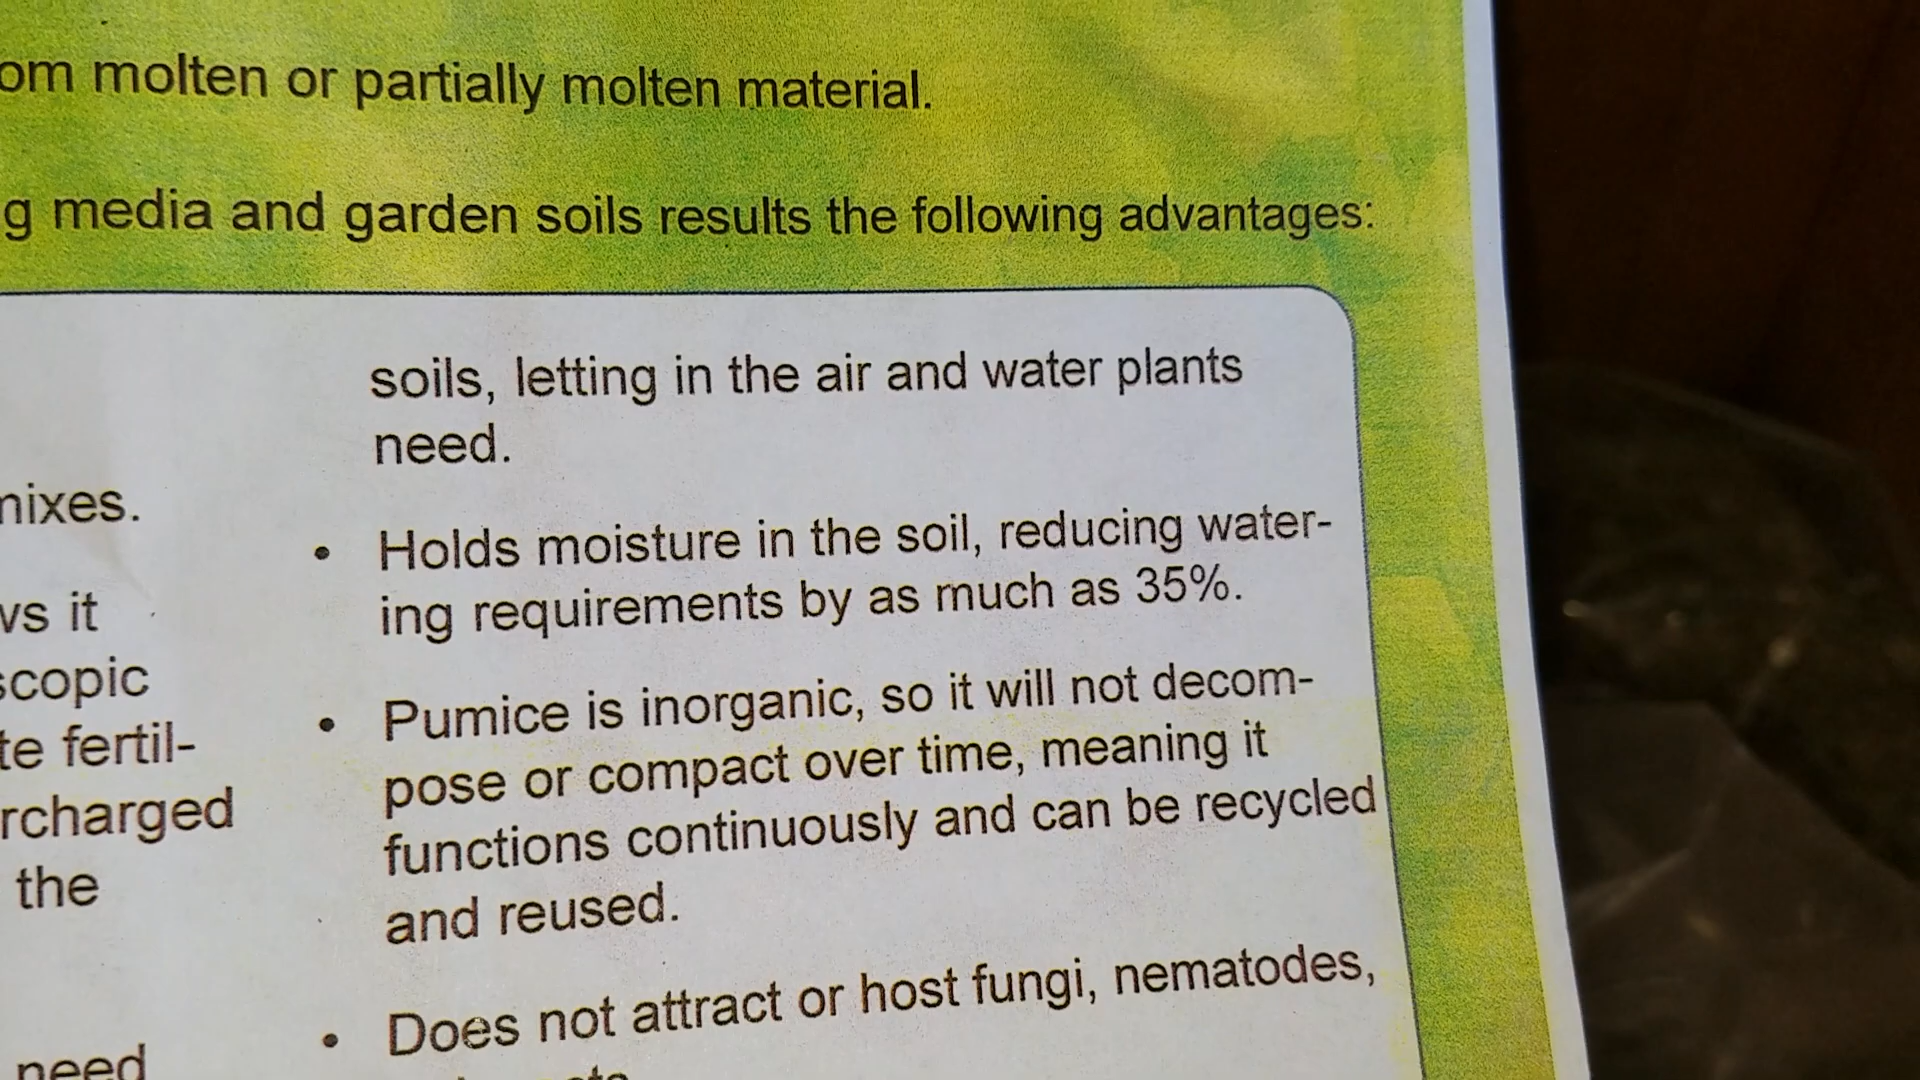 om molten or partially molten material.
g media and garden soils results the following advantages:
mixes.
ws it
scopic
te fertil-
rcharged
the
need
soils, letting in the air and water plants
need.
• Holds moisture in the soil, reducing water-
ing requirements by as much as 35%.
• Pumice is inorganic, so it will not decom-
pose or compact over time, meaning it
functions continuously and can be recycled
and reused.
• Does not attract or host fungi, nematodes,